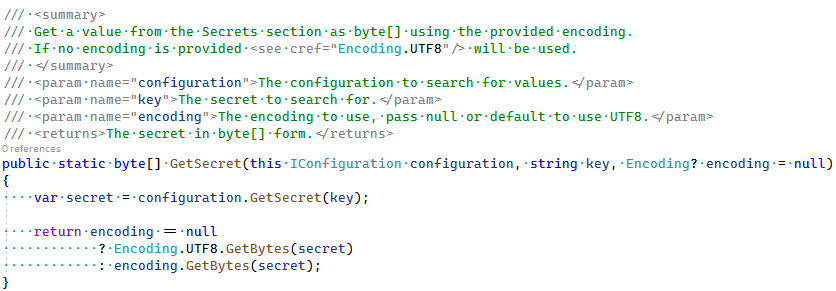 /// <summary>
/// Get a value from the Secrets section as byte[] using the provided encoding.
/// If no encoding is provided <see cref="Encoding.UTF8"/> will be used.
/// </summary>
/// <param name="configuration">The configuration to search for values.</param>
/// <param name="key">The secret to search for.</param>
/// <param name="encoding">The encoding to use, pass null or default to use UTF8.</param>
/// <returns>The secret in byte[] form.</returns>
0 references
public static byte[] GetSecret(this IConfiguration configuration, string key, Encoding? encoding = null)
{
    var secret = configuration.GetSecret(key);
    return encoding == null
            ? Encoding.UTF8.GetBytes(secret)
            : encoding.GetBytes(secret);
}